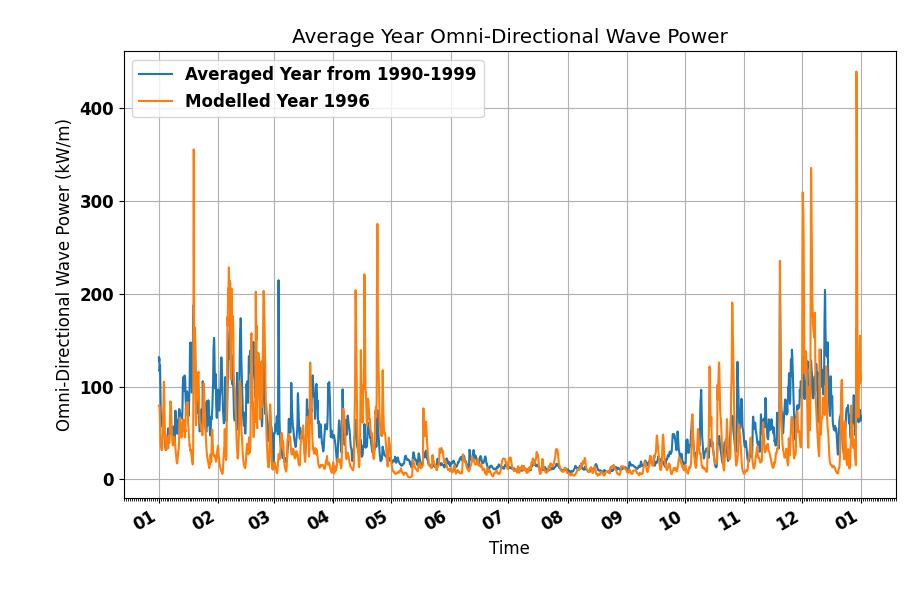 Average Year Omni-Directional Wave Power
Averaged Year from 1990-1999
Modelled Year 1996
Omni-Directional Wave Power (kW/m)
400
300
200
100
0
01 02 03 04 05 06 07 08 09 10 11 12 01
Time